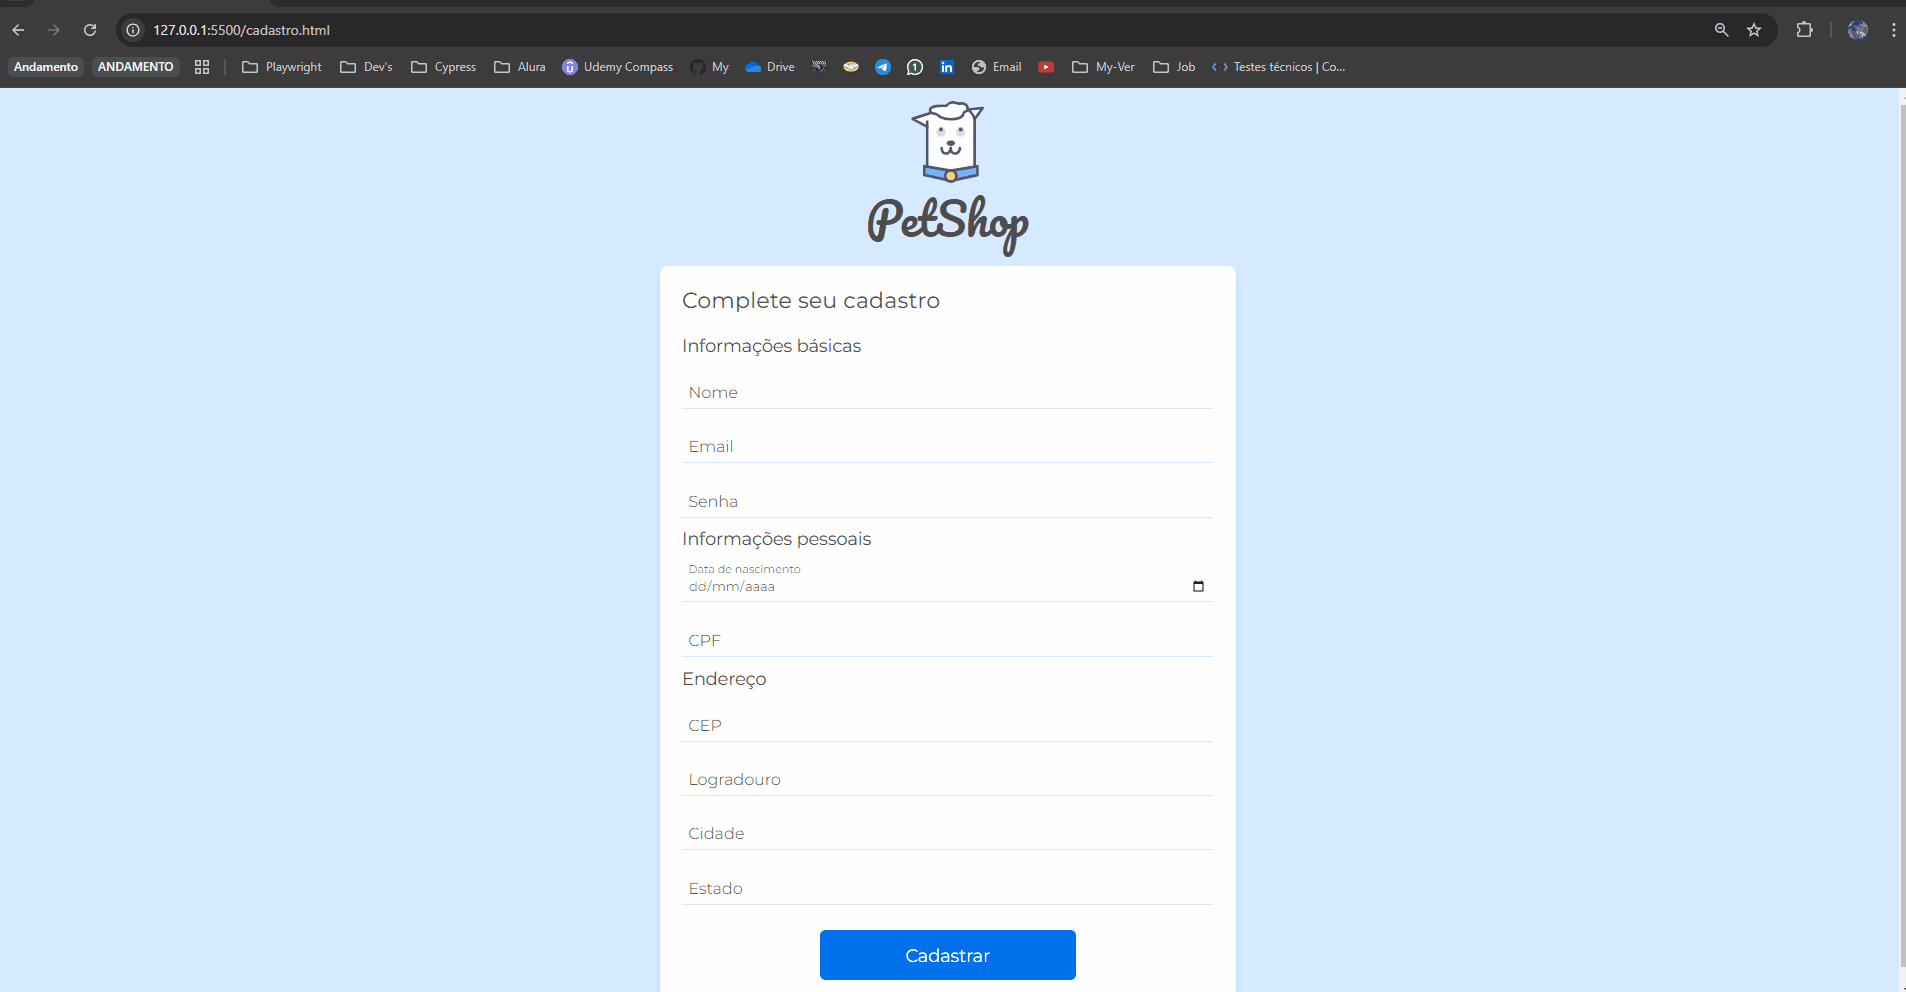 127.0.0.1:5500/cadastro.html
Andamento ANDAMENTO Playwright Dev's Cypress Alura Udemy Compass My Drive 1 in Email My-Ver Job Testes técnicos | Co...
PetShop
Complete seu cadastro
Informações básicas
Nome
Email
Senha
Informações pessoais
Data de nascimento
dd/mm/aaaa
CPF
Endereço
CEP
Logradouro
Cidade
Estado
Cadastrar